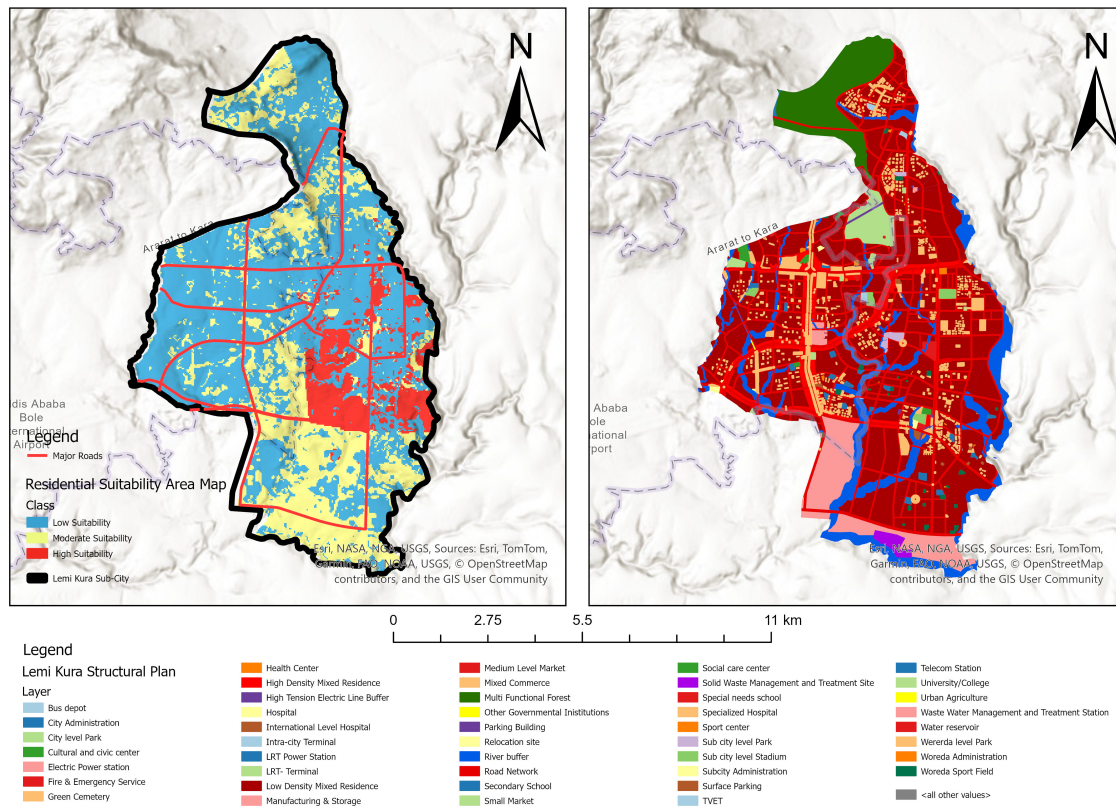 N
Ararat to Kara
dis Ababa
Bole
ernational
Airport
Legend
Major Roads
Residential Suitability Area Map
Class
Low Suitability
Moderate Suitability
High Suitability
Lemi Kura Sub-City
Esri, NASA, NGA, USGS, Sources: Esri, TomTom,
Garmin, FAO, NOAA, USGS, © OpenStreetMap
contributors, and the GIS User Community
N
Ararat to Kara
Ababa
ole
national
port
Esri, NASA, NGA, USGS, Sources: Esri, TomTom,
Garmin, FAO, NOAA, USGS, © OpenStreetMap
contributors, and the GIS User Community
0 2.75 5.5 11 km
Legend
Lemi Kura Structural Plan
Layer
Bus depot
City Administration
City level Park
Cultural and civic center
Electric Power station
Fire & Emergency Service
Green Cemetery
Health Center
High Density Mixed Residence
High Tension Electric Line Buffer
Hospital
International Level Hospital
Intra-city Terminal
LRT Power Station
LRT- Terminal
Low Density Mixed Residence
Manufacturing & Storage
Medium Level Market
Mixed Commerce
Multi Functional Forest
Other Governmental Inistitutions
Parking Building
Relocation site
River buffer
Road Network
Secondary School
Small Market
Social care center
Solid Waste Management and Treatment Site
Special needs school
Specialized Hospital
Sport center
Sub city level Park
Sub city level Stadium
Subcity Administration
Surface Parking
TVET
Telecom Station
University/College
Urban Agriculture
Waste Water Management and Treatment Station
Water reservoir
Wererda level Park
Woreda Administration
Woreda Sport Field
<all other values>